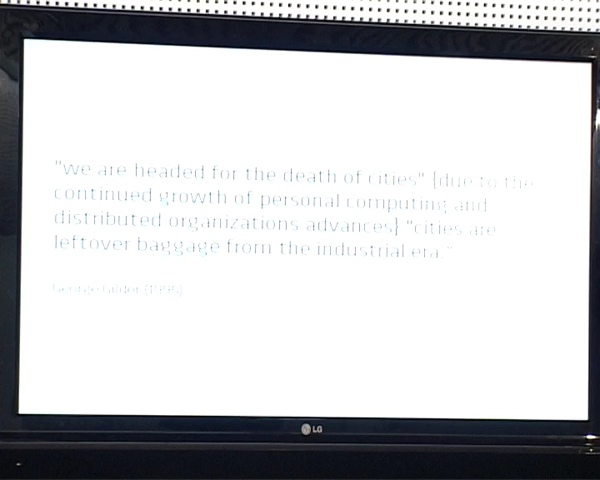 "we are headed for the death of cities" {due to the
continued growth of personal computing and
distributed organizations advances} "cities are
leftover baggage from the industrial era."
George Gilder (1995)
LG